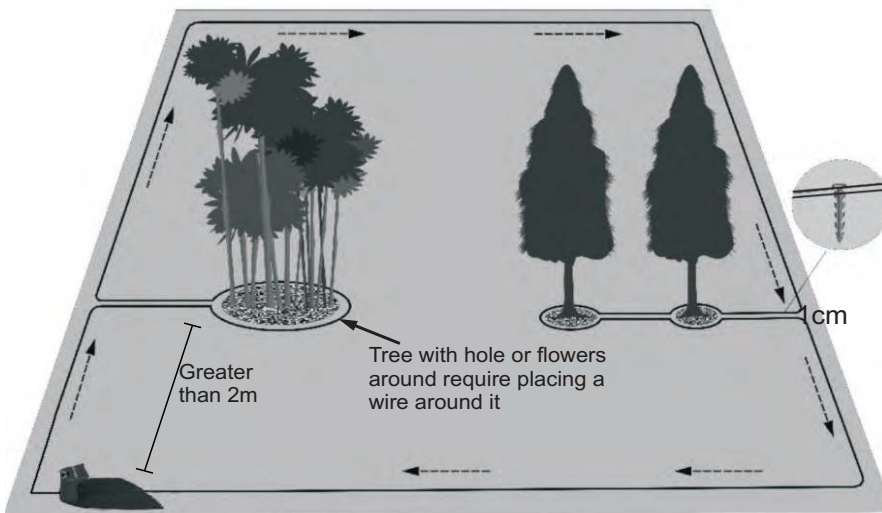 1cm
Greater
than 2m
Tree with hole or flowers
around require placing a
wire around it